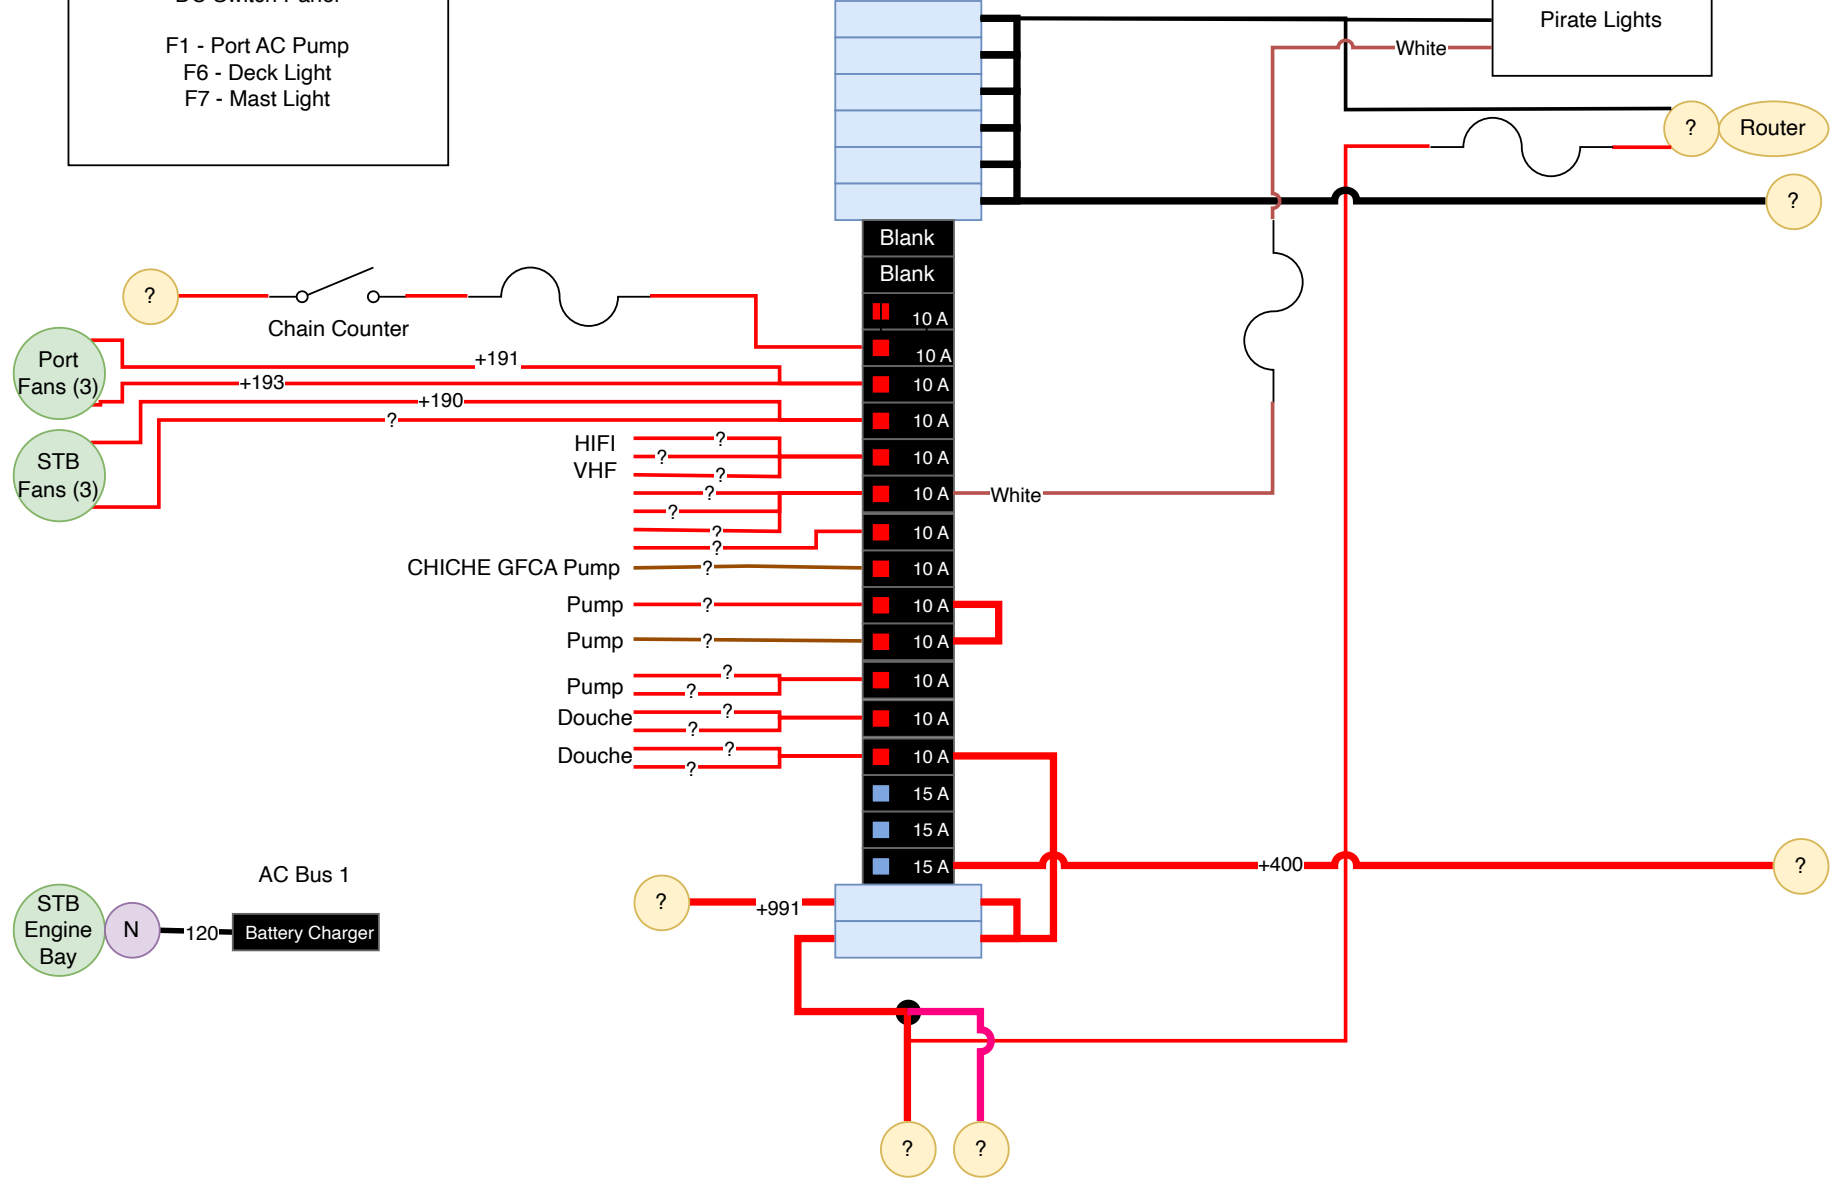 DC Switch Panel
F1 - Port AC Pump
F6 - Deck Light
F7 - Mast Light
Pirate Lights
White
?
Router
?
Blank
Blank
?
Chain Counter
10 A
10 A
Port
Fans (3)
+191
+193
10 A
+190
?
10 A
STB
Fans (3)
HIFI
VHF
?
?
?
10 A
?
?
?
10 A
White
?
10 A
CHICHE GFCA Pump
?
10 A
Pump
?
10 A
Pump
?
10 A
Pump
?
?
10 A
Douche
?
?
10 A
Douche
?
?
10 A
15 A
15 A
15 A
+400
?
AC Bus 1
STB
Engine
Bay
N
120
Battery Charger
?
+991
?
?